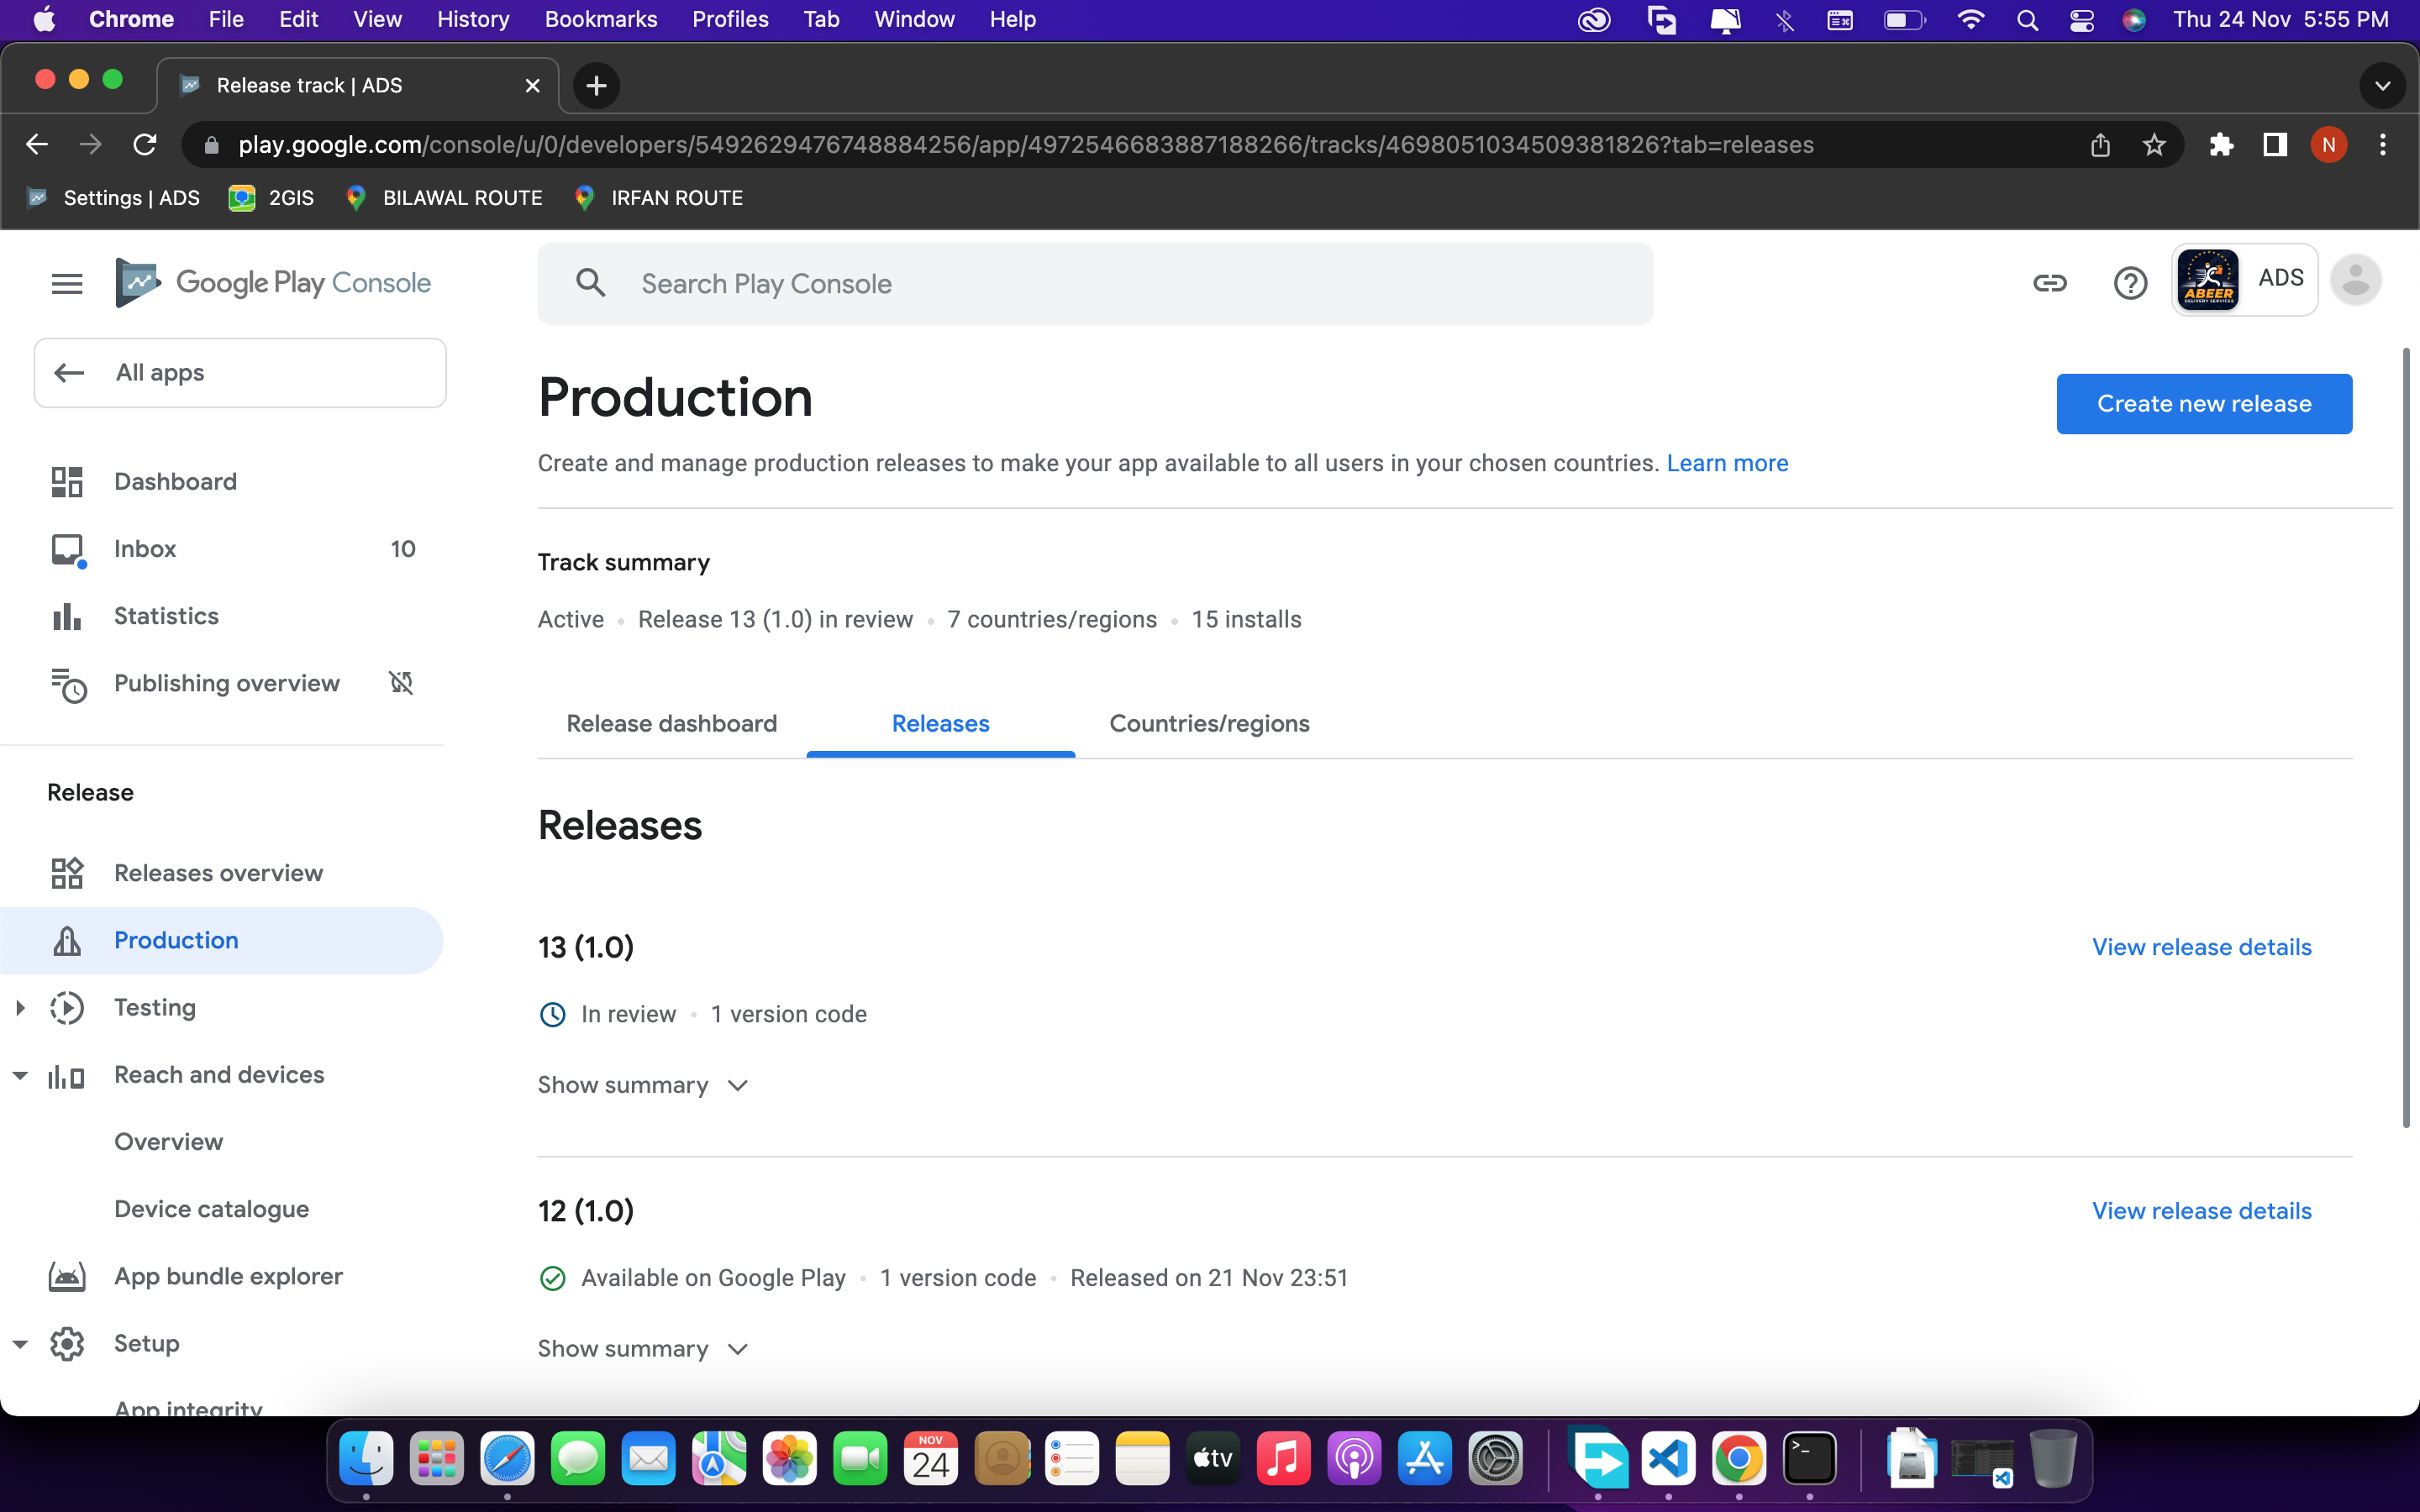 Chrome File Edit View History Bookmarks Profiles Tab Window Help Thu 24 Nov 5:55 PM
Release track | ADS
play.google.com/console/u/0/developers/5492629476748884256/app/4972546683887188266/tracks/4698051034509381826?tab=releases N
Settings | ADS 2GIS BILAWAL ROUTE IRFAN ROUTE
Google Play Console Search Play Console ABEER DELIVERY SERVICES ADS
All apps
Production Create new release
Create and manage production releases to make your app available to all users in your chosen countries. Learn more
Dashboard
Inbox 10
Statistics
Publishing overview
Track summary
Active • Release 13 (1.0) in review • 7 countries/regions • 15 installs
Release dashboard Releases Countries/regions
Release
Releases overview
Production
Testing
Reach and devices
Overview
Device catalogue
App bundle explorer
Setup
App integrity
Releases
13 (1.0) View release details
In review • 1 version code
Show summary
12 (1.0) View release details
Available on Google Play • 1 version code • Released on 21 Nov 23:51
Show summary
NOV
24
tv
>_